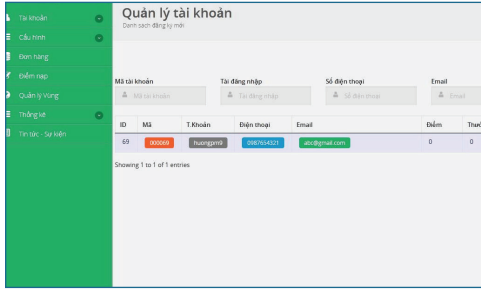 Tài khoản
Cấu hình
Đơn hàng
Điểm nạp
Quản lý Vùng
Thống kê
Tin tức - Sự kiện
Quản lý tài khoản
Danh sách đăng ký mới
Mã tài khoản Tài đăng nhập Số điện thoại Email
Mã tài khoản Tài đăng nhập Số điện thoại Email
ID Mã T.Khoản Điện thoại Email Điểm
69 000069 huongpm9 0987654321 abc@gmail.com 0 0
Showing 1 to 1 of 1 entries